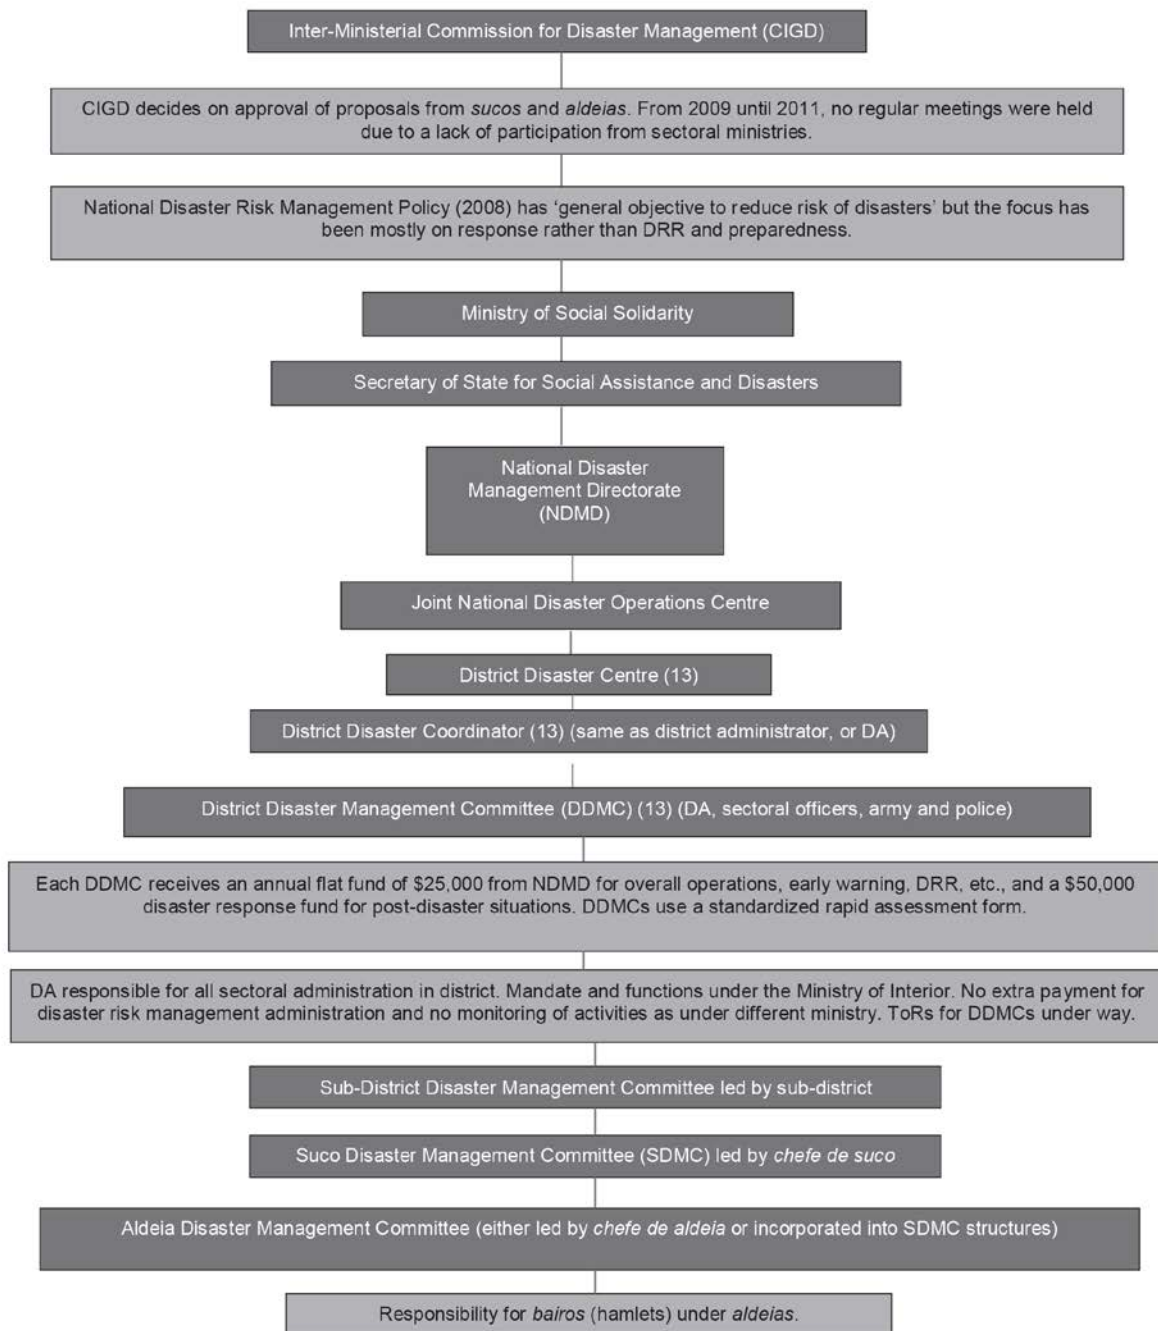 Inter-Ministerial Commission for Disaster Management (CIGD)
CIGD decides on approval of proposals from sucos and aldeias. From 2009 until 2011, no regular meetings were held
due to a lack of participation from sectoral ministries.
National Disaster Risk Management Policy (2008) has ‘general objective to reduce risk of disasters’ but the focus has
been mostly on response rather than DRR and preparedness.
Ministry of Social Solidarity
Secretary of State for Social Assistance and Disasters
National Disaster
Management Directorate
(NDMD)
Joint National Disaster Operations Centre
District Disaster Centre (13)
District Disaster Coordinator (13) (same as district administrator, or DA)
District Disaster Management Committee (DDMC) (13) (DA, sectoral officers, army and police)
Each DDMC receives an annual flat fund of $25,000 from NDMD for overall operations, early warning, DRR, etc., and a $50,000
disaster response fund for post-disaster situations. DDMCs use a standardized rapid assessment form.
DA responsible for all sectoral administration in district. Mandate and functions under the Ministry of Interior. No extra payment for
disaster risk management administration and no monitoring of activities as under different ministry. ToRs for DDMCs under way.
Sub-District Disaster Management Committee led by sub-district
Suco Disaster Management Committee (SDMC) led by chefe de suco
Aldeia Disaster Management Committee (either led by chefe de aldeia or incorporated into SDMC structures)
Responsibility for bairos (hamlets) under aldeias.